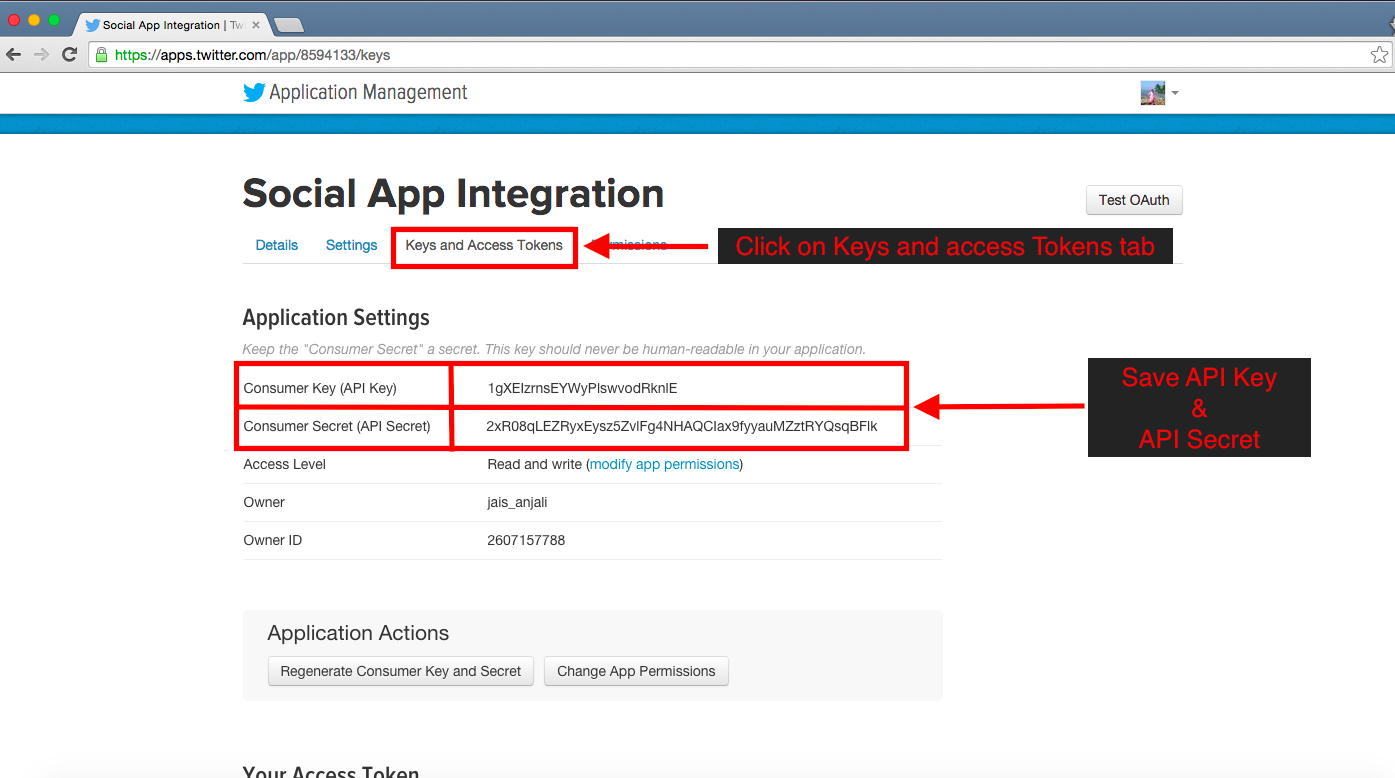 Social App Integration | Tw
https://apps.twitter.com/app/8594133/keys
Application Management
Social App Integration
Test OAuth
Details Settings Keys and Access Tokens
Click on Keys and access Tokens tab
Application Settings
Keep the "Consumer Secret" a secret. This key should never be human-readable in your application.
Consumer Key (API Key)
Consumer Secret (API Secret)
Save API Key
&
API Secret
Access Level Read and write (modify app permissions)
Owner jais_anjali
Owner ID 2607157788
Application Actions
Regenerate Consumer Key and Secret Change App Permissions
Your Access Token